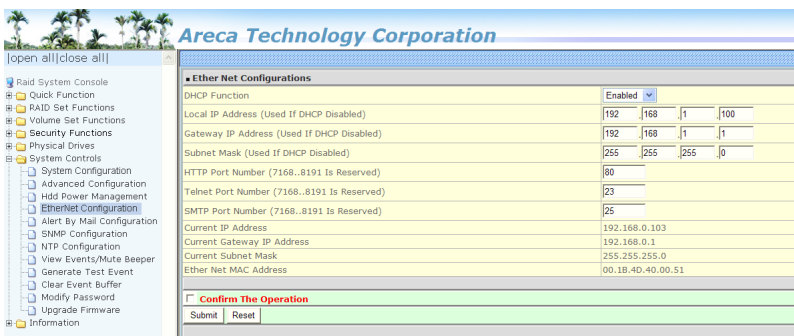 Areca Technology Corporation
|open all|close all|
Raid System Console
Quick Function
RAID Set Functions
Volume Set Functions
Security Functions
Physical Drives
System Controls
System Configuration
Advanced Configuration
Hdd Power Management
EtherNet Configuration
Alert By Mail Configuration
SNMP Configuration
NTP Configuration
View Events/Mute Beeper
Generate Test Event
Clear Event Buffer
Modify Password
Upgrade Firmware
Information
Ether Net Configurations
DHCP Function Enabled
Local IP Address (Used If DHCP Disabled) 192 .168 .1 .100
Gateway IP Address (Used If DHCP Disabled) 192 .168 .1 .1
Subnet Mask (Used If DHCP Disabled) 255 .255 .255 .0
HTTP Port Number (7168..8191 Is Reserved) 80
Telnet Port Number (7168..8191 Is Reserved) 23
SMTP Port Number (7168..8191 Is Reserved) 25
Current IP Address 192.168.0.103
Current Gateway IP Address 192.168.0.1
Current Subnet Mask 255.255.255.0
Ether Net MAC Address 00.1B.4D.40.00.51
Confirm The Operation
Submit Reset